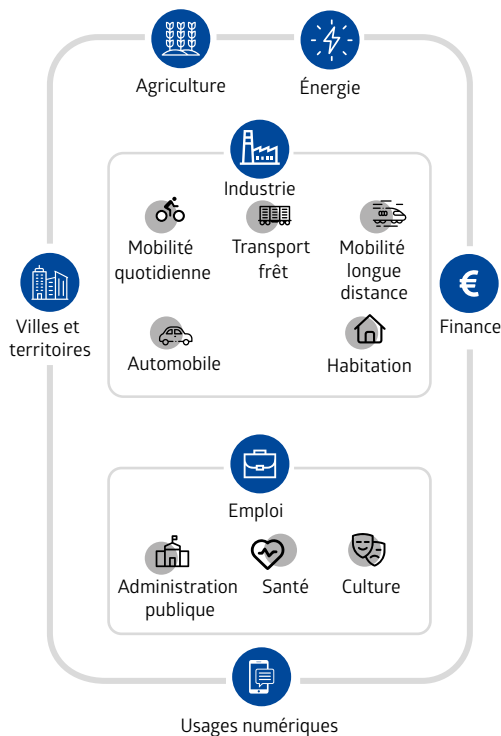 Agriculture
Énergie
Industrie
Mobilité
quotidienne
Transport
frêt
Mobilité
longue
distance
Villes et
territoires
€
Finance
Automobile
Habitation
Emploi
Administration
publique
Santé
Culture
Usages numériques